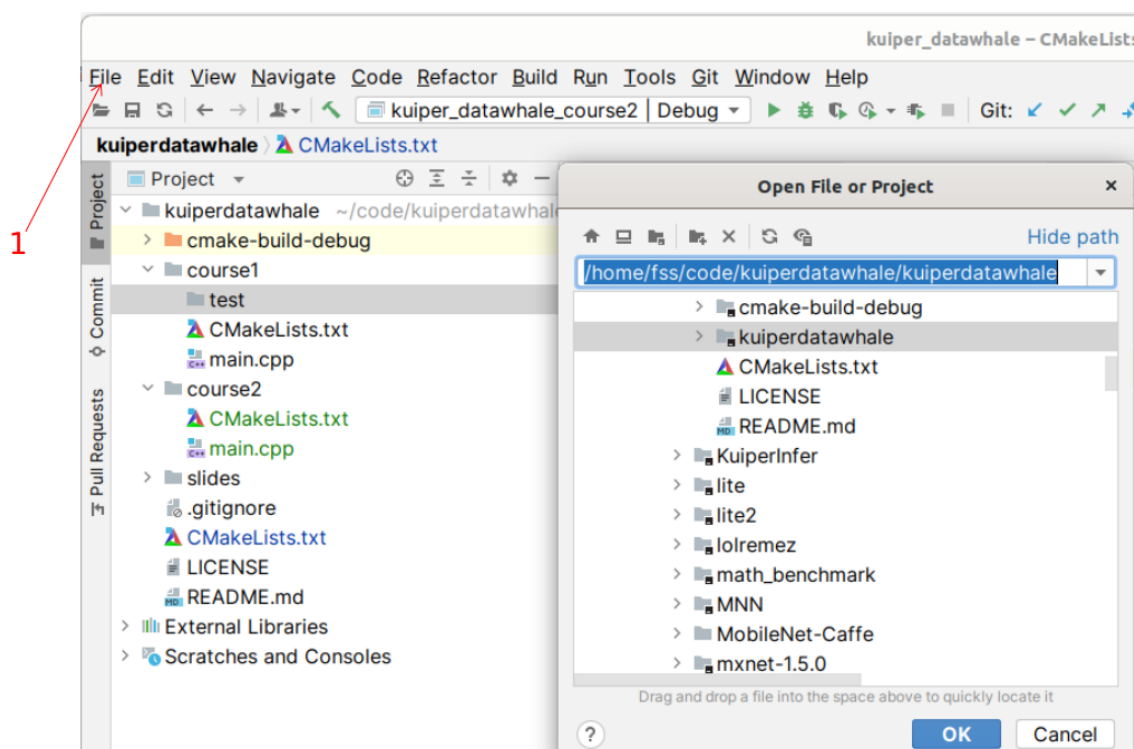 kuiper_datawhale – CMakeLists
File Edit View Navigate Code Refactor Build Run Tools Git Window Help
kuiper_datawhale_course2 | Debug Git:
kuiperdatawhale CMakeLists.txt
Project
Commit
Pull Requests
1
Project
kuiperdatawhale ~/code/kuiperdatawhale
cmake-build-debug
course1
test
CMakeLists.txt
main.cpp
course2
CMakeLists.txt
main.cpp
slides
.gitignore
CMakeLists.txt
LICENSE
README.md
External Libraries
Scratches and Consoles
Open File or Project
Hide path
/home/fss/code/kuiperdatawhale/kuiperdatawhale
cmake-build-debug
kuiperdatawhale
CMakeLists.txt
LICENSE
README.md
KuiperInfer
lite
lite2
lolremez
math_benchmark
MNN
MobileNet-Caffe
mxnet-1.5.0
Drag and drop a file into the space above to quickly locate it
? OK Cancel